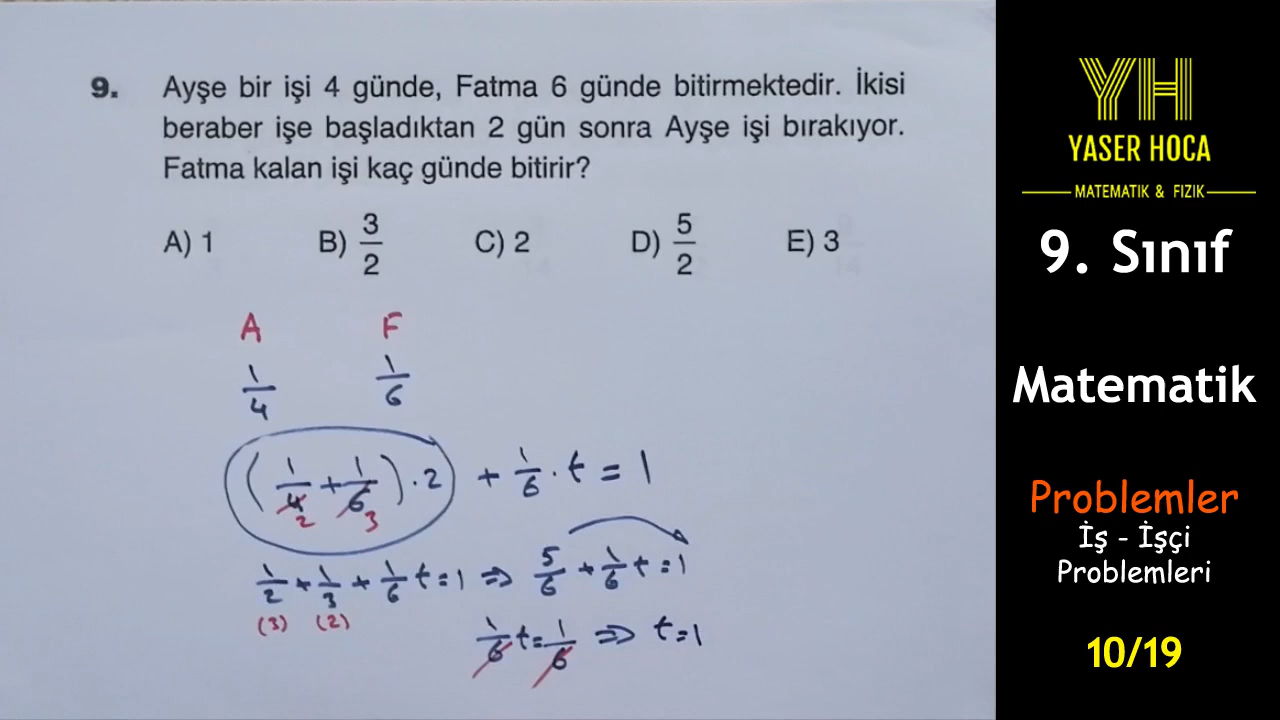 9. Ayşe bir işi 4 günde, Fatma 6 günde bitirmektedir. İkisi
beraber işe başladıktan 2 gün sonra Ayşe işi bırakıyor.
Fatma kalan işi kaç günde bitirir?
A) 1 B) 3/2 C) 2 D) 5/2 E) 3
A F
1/4 1/6
(1/4 + 1/6) · 2 + 1/6 · t = 1
2 3
1/2 + 1/3 + 1/6 t = 1 ⇒ 5/6 + 1/6 t = 1
(3) (2)
1/6 t = 1/6 ⇒ t = 1
YH
YASER HOCA
MATEMATIK & FIZIK
9. Sınıf
Matematik
Problemler
İş - İşçi
Problemleri
10/19